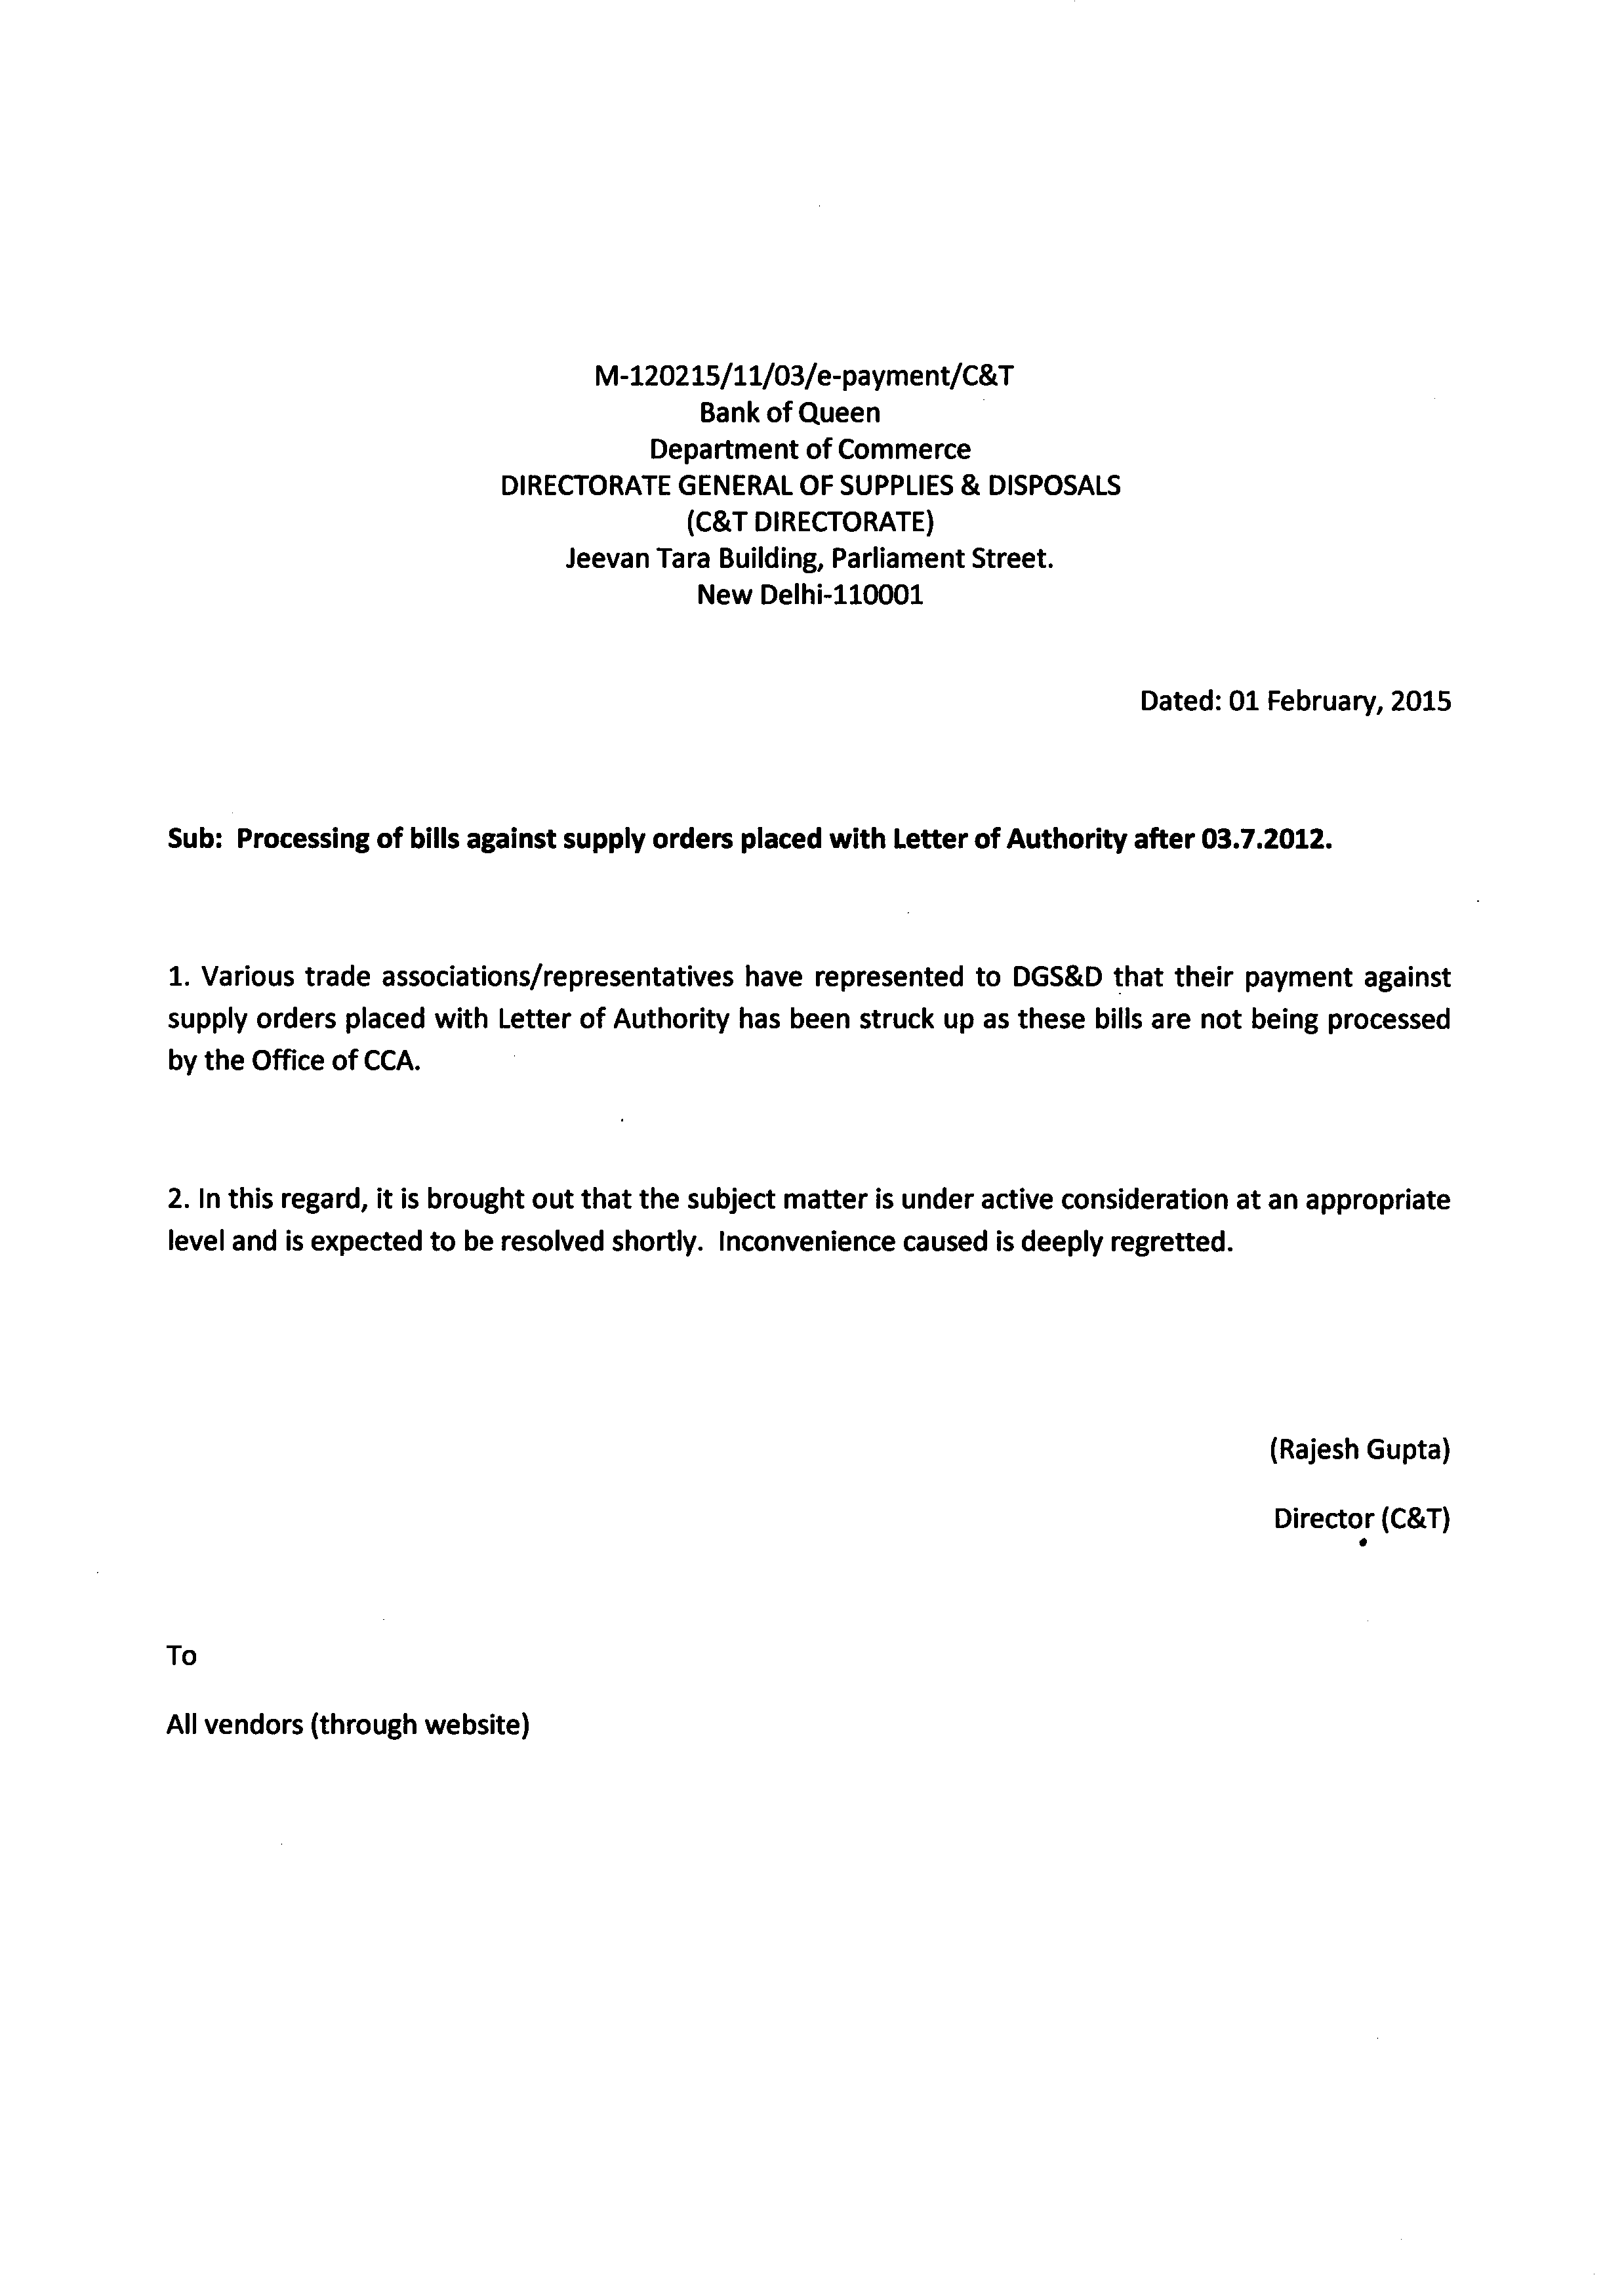 M-120215/11/03/e-payment/C&T
Bank of Queen
Department of Commerce
DIRECTORATE GENERAL OF SUPPLIES & DISPOSALS
(C&T DIRECTORATE)
Jeevan Tara Building, Parliament Street.
New Delhi-110001
Dated: 01 February, 2015
Sub:  Processing of bills against supply orders placed with Letter of Authority after 03.7.2012.
1. Various trade associations/representatives have represented to DGS&D that their payment against
supply orders placed with Letter of Authority has been struck up as these bills are not being processed
by the Office of CCA.
2. In this regard, it is brought out that the subject matter is under active consideration at an appropriate
level and is expected to be resolved shortly.  Inconvenience caused is deeply regretted.
(Rajesh Gupta)
Director (C&T)
To
All vendors (through website)